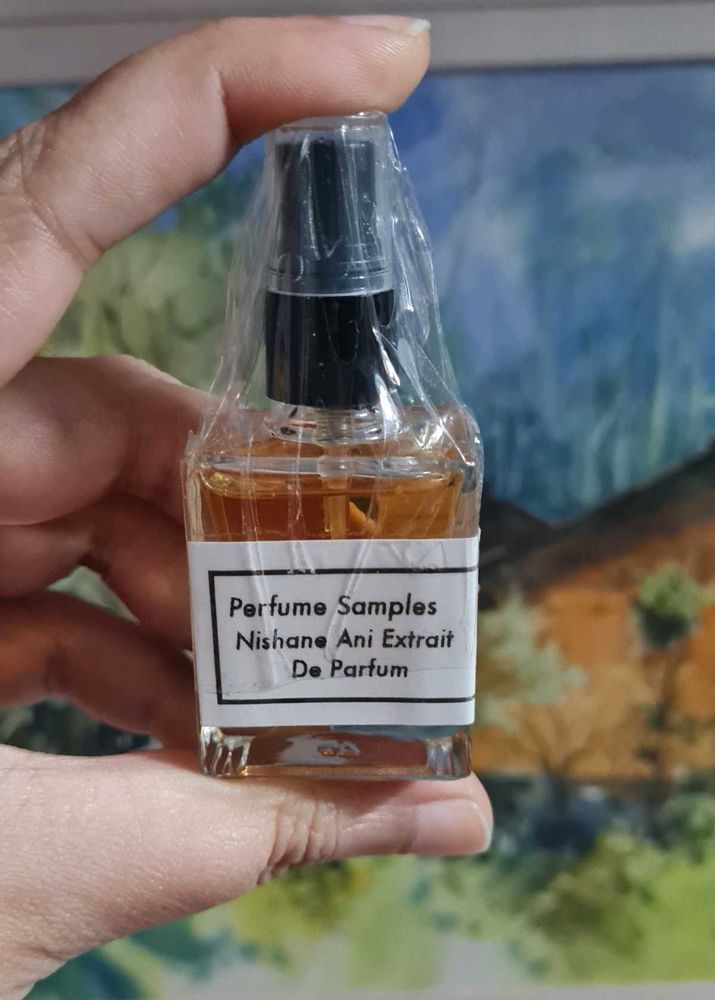 Perfume Samples
Nishane Ani Extrait
De Parfum